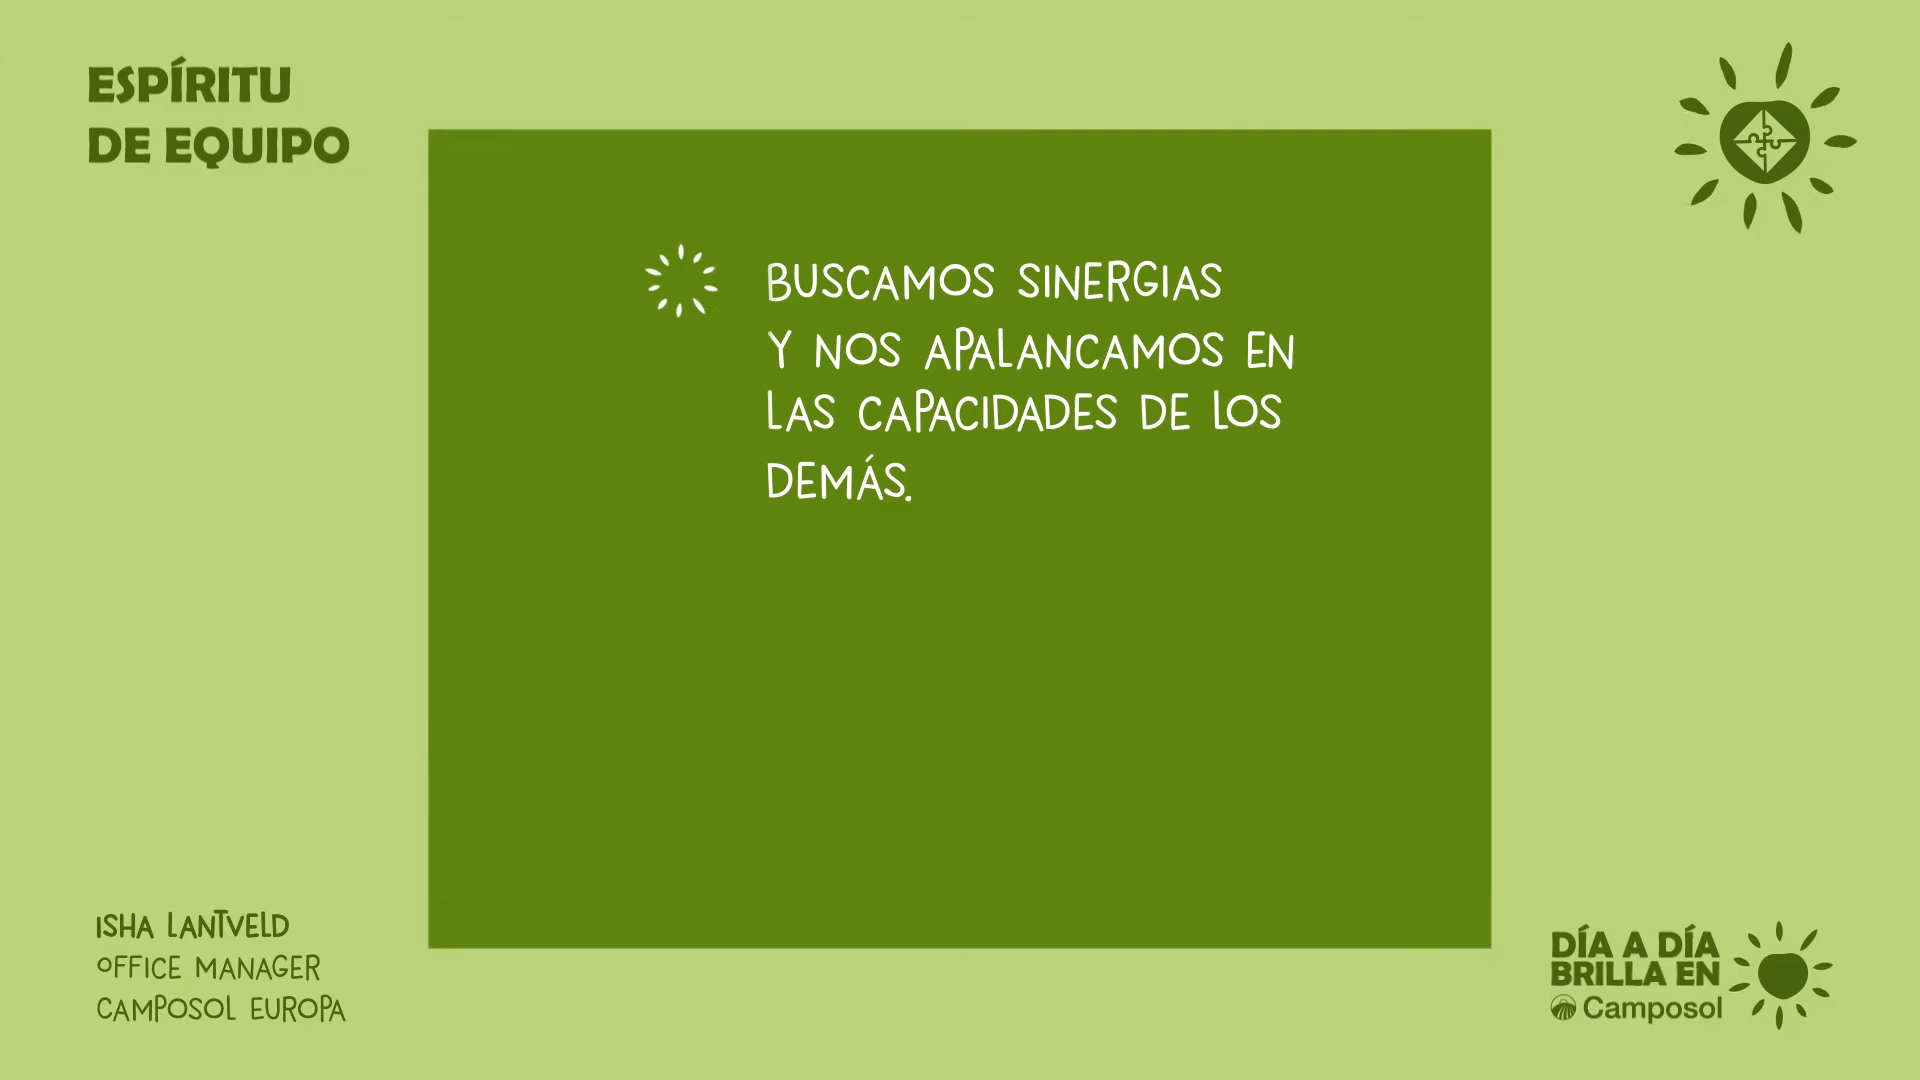 ESPÍRITU
DE EQUIPO
BUSCAMOS SINERGIAS
Y NOS APALANCAMOS EN
LAS CAPACIDADES DE LOS
DEMÁS.
ISHA LANTVELD
OFFICE MANAGER
CAMPOSOL EUROPA
DÍA A DÍA
BRILLA EN
Camposol